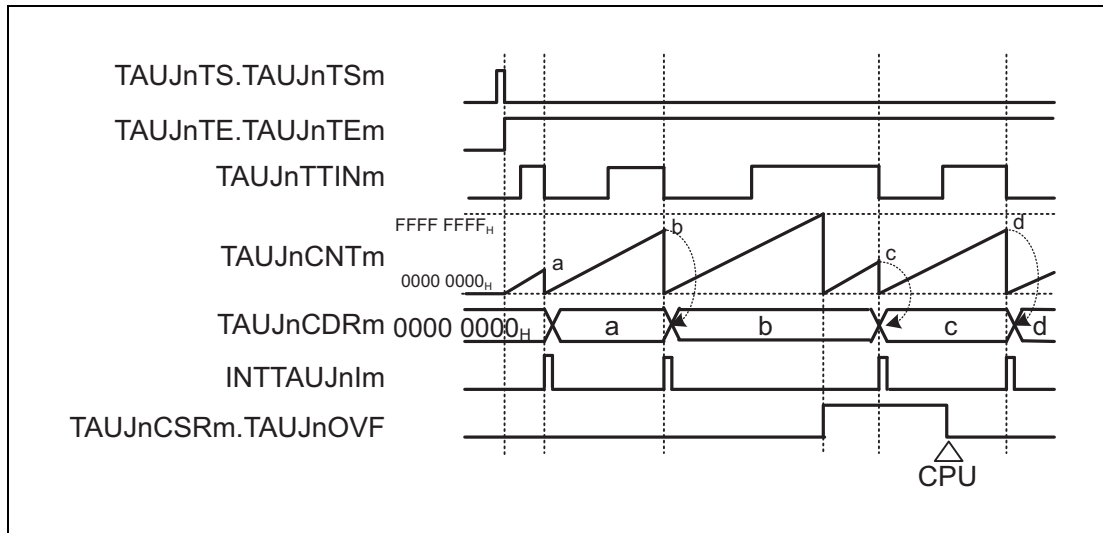 TAUJnTS.TAUJnTSm
TAUJnTE.TAUJnTEm
TAUJnTTINm
FFFF FFFFH
TAUJnCNTm
0000 0000H
a
b
c
d
TAUJnCDRm 0000 0000H a b c d
INTTAUJnIm
TAUJnCSRm.TAUJnOVF
CPU